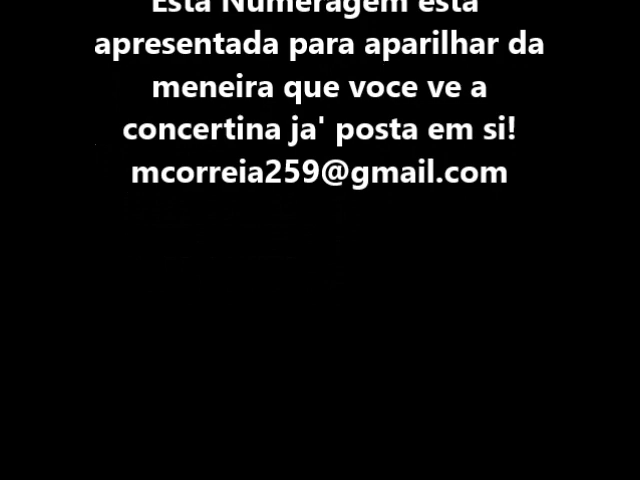 Esta Numeragem esta
apresentada para aparilhar da
meneira que voce ve a
concertina ja' posta em si!
mcorreia259@gmail.com